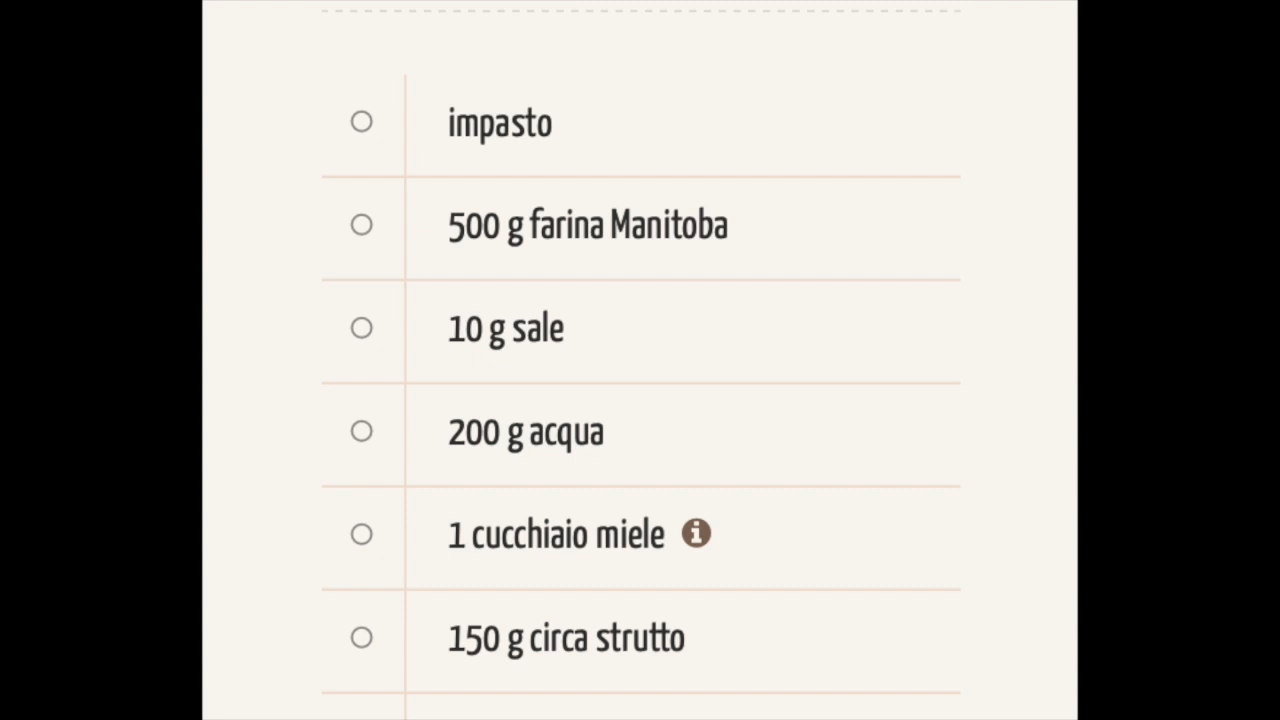 impasto
500 g farina Manitoba
10 g sale
200 g acqua
1 cucchiaio miele
150 g circa strutto